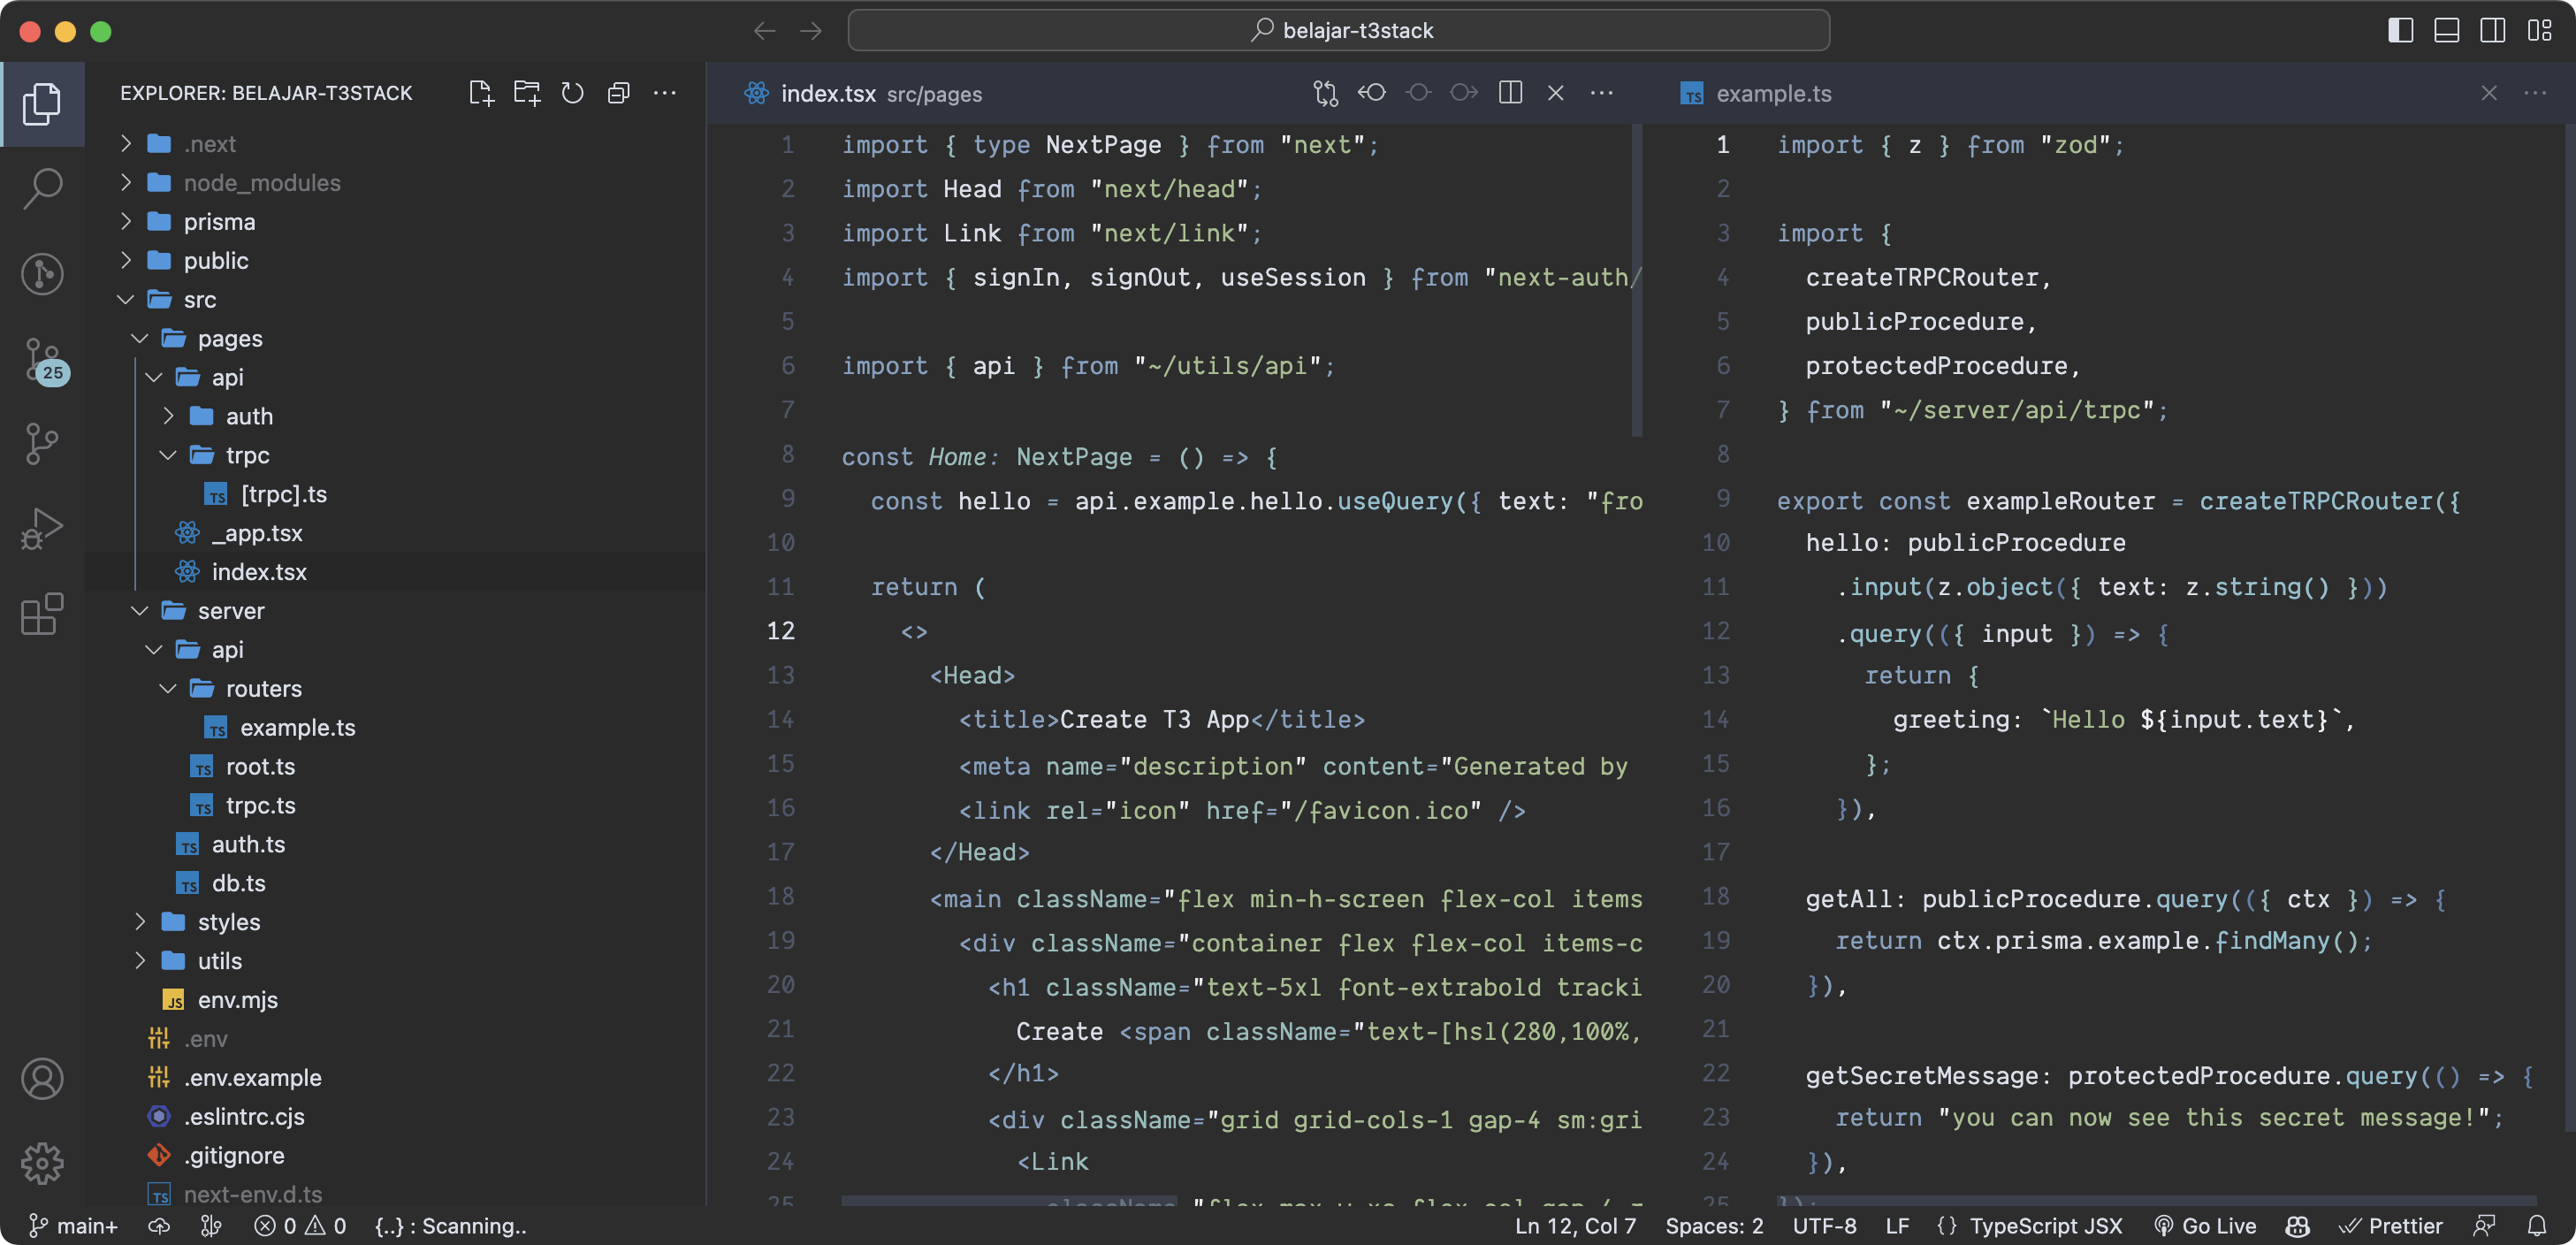 belajar-t3stack
EXPLORER: BELAJAR-T3STACK
.next
node_modules
prisma
public
src
pages
api
auth
trpc
TS [trpc].ts
_app.tsx
index.tsx
server
api
routers
TS example.ts
TS root.ts
TS trpc.ts
TS auth.ts
TS db.ts
styles
utils
JS env.mjs
.env
.env.example
.eslintrc.cjs
.gitignore
TS next-env.d.ts
25
index.tsx src/pages
1 import { type NextPage } from "next";
2 import Head from "next/head";
3 import Link from "next/link";
4 import { signIn, signOut, useSession } from "next-auth/
5
6 import { api } from "~/utils/api";
7
8 const Home: NextPage = () => {
9 const hello = api.example.hello.useQuery({ text: "fro
10
11 return (
12 <>
13 <Head>
14 <title>Create T3 App</title>
15 <meta name="description" content="Generated by
16 <link rel="icon" href="/favicon.ico" />
17 </Head>
18 <main className="flex min-h-screen flex-col items
19 <div className="container flex flex-col items-c
20 <h1 className="text-5xl font-extrabold tracki
21 Create <span className="text-[hsl(280,100%,
22 </h1>
23 <div className="grid grid-cols-1 gap-4 sm:gri
24 <Link
25
TS example.ts
1 import { z } from "zod";
2
3 import {
4 createTRPCRouter,
5 publicProcedure,
6 protectedProcedure,
7 } from "~/server/api/trpc";
8
9 export const exampleRouter = createTRPCRouter({
10 hello: publicProcedure
11 .input(z.object({ text: z.string() }))
12 .query(({ input }) => {
13 return {
14 greeting: `Hello ${input.text}`,
15 };
16 }),
17
18 getAll: publicProcedure.query(({ ctx }) => {
19 return ctx.prisma.example.findMany();
20 }),
21
22 getSecretMessage: protectedProcedure.query(() => {
23 return "you can now see this secret message!";
24 }),
25 });
main+ 0 0 {..} : Scanning..
Ln 12, Col 7 Spaces: 2 UTF-8 LF {} TypeScript JSX Go Live Prettier